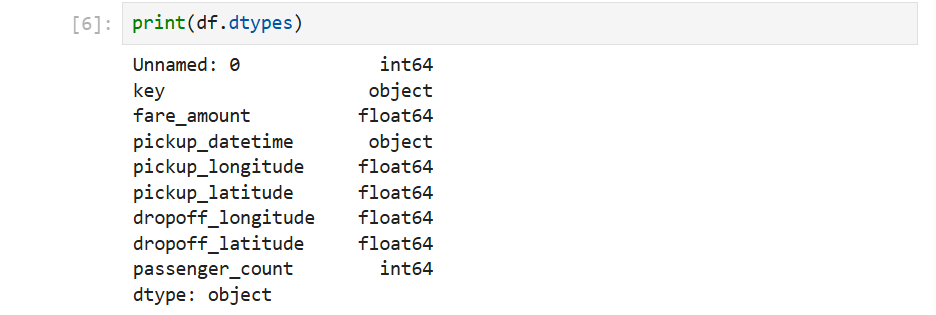 [6]: print(df.dtypes)
Unnamed: 0 int64
key object
fare_amount float64
pickup_datetime object
pickup_longitude float64
pickup_latitude float64
dropoff_longitude float64
dropoff_latitude float64
passenger_count int64
dtype: object